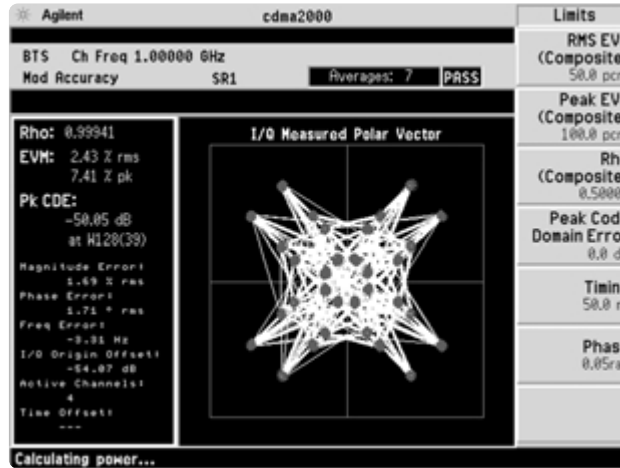 Agilent
cdma2000
Limits
BTS Ch Freq 1.00000 GHz
Mod Accuracy SR1 Averages: 7 PASS
RMS EV
(Composite
50.0 pc
Peak EV
(Composite
100.0 pc
Rh
(Composite
0.5000
Peak Cod
Domain Erro
0.0 d
Timin
50.0
Phas
0.05ra
Rho: 0.99941
EVM: 2.43 % rms
7.41 % pk
Pk CDE:
-50.05 dB
at W128(39)
Magnitude Error:
1.69 % rms
Phase Error:
1.71 ° rms
Freq Error:
-3.31 Hz
I/Q Origin Offset:
-54.07 dB
Active Channels:
4
Time Offset:
---
I/Q Measured Polar Vector
Calculating power...